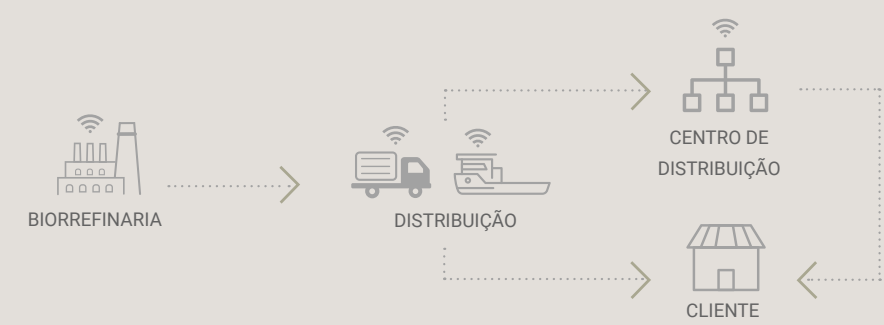 BIORREFINARIA
DISTRIBUIÇÃO
CENTRO DE
DISTRIBUIÇÃO
CLIENTE